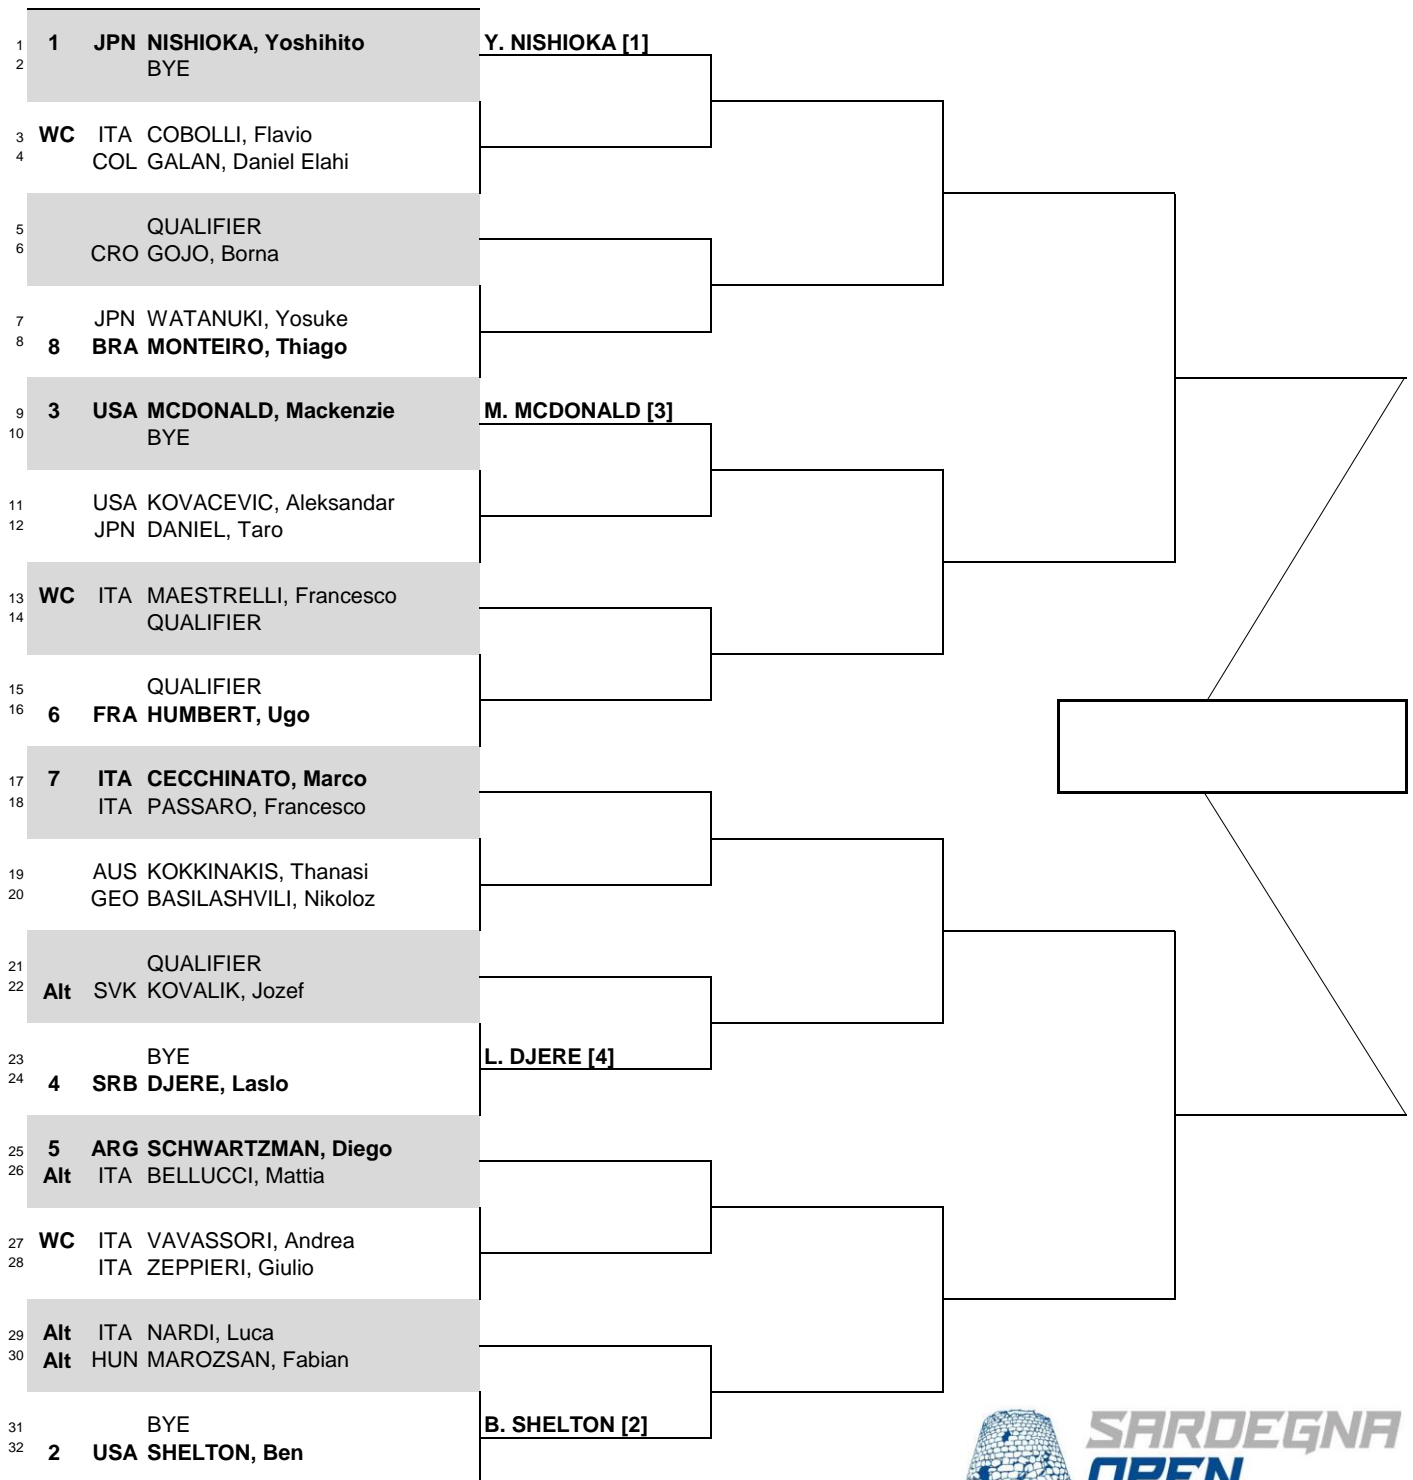 1 1 JPN NISHIOKA, Yoshihito Y. NISHIOKA [1]
2 BYE
3 WC ITA COBOLLI, Flavio
4 COL GALAN, Daniel Elahi
5 QUALIFIER
6 CRO GOJO, Borna
7 JPN WATANUKI, Yosuke
8 8 BRA MONTEIRO, Thiago
9 3 USA MCDONALD, Mackenzie M. MCDONALD [3]
10 BYE
11 USA KOVACEVIC, Aleksandar
12 JPN DANIEL, Taro
13 WC ITA MAESTRELLI, Francesco
14 QUALIFIER
15 QUALIFIER
16 6 FRA HUMBERT, Ugo
17 7 ITA CECCHINATO, Marco
18 ITA PASSARO, Francesco
19 AUS KOKKINAKIS, Thanasi
20 GEO BASILASHVILI, Nikoloz
21 QUALIFIER
22 Alt SVK KOVALIK, Jozef
23 BYE L. DJERE [4]
24 4 SRB DJERE, Laslo
25 5 ARG SCHWARTZMAN, Diego
26 Alt ITA BELLUCCI, Mattia
27 WC ITA VAVASSORI, Andrea
28 ITA ZEPPIERI, Giulio
29 Alt ITA NARDI, Luca
30 Alt HUN MAROZSAN, Fabian
31 BYE B. SHELTON [2]
32 2 USA SHELTON, Ben
SARDEGNA
OPEN